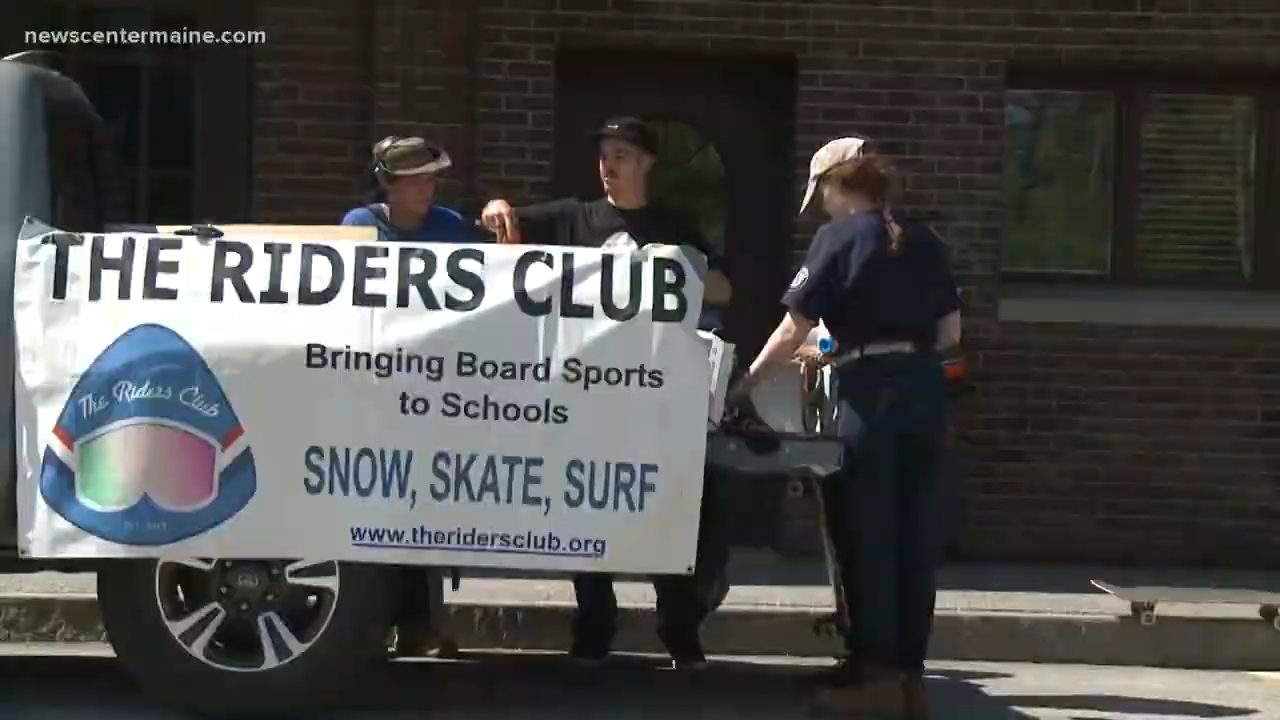 newscentermaine.com
THE RIDERS CLUB
Bringing Board Sports
to Schools
The Riders Club
SNOW, SKATE, SURF
www.theridersclub.org